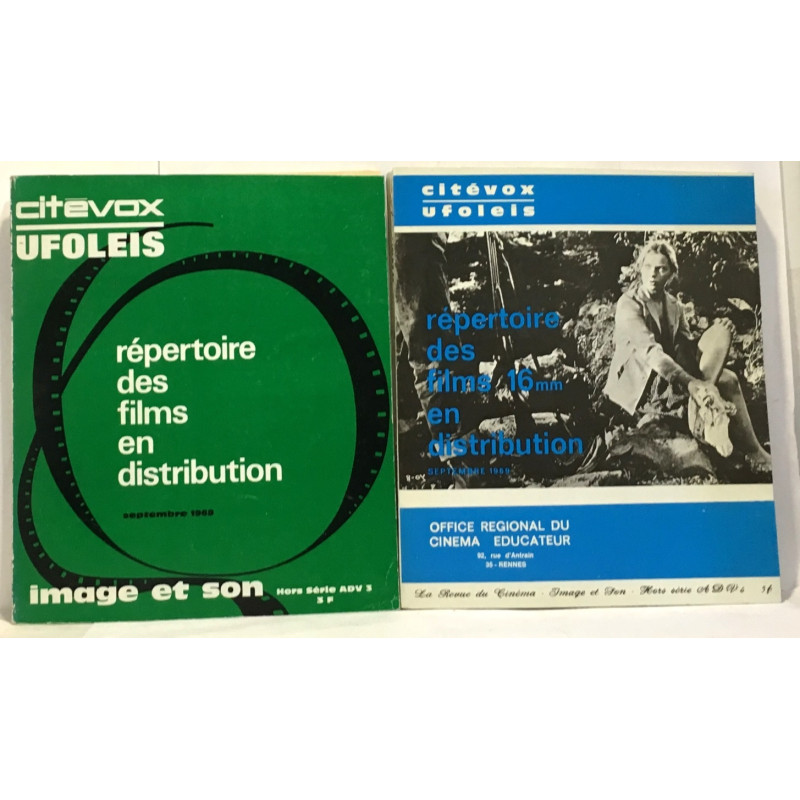 citévox
UFOLEIS
répertoire
des
films
en
distribution
septembre 1968
image et son Hors Série ADV 3
3 F
citévox
ufoleis
répertoire
des
films 16mm
en
distribution
SEPTEMBRE 1969
OFFICE REGIONAL DU
CINEMA EDUCATEUR
92, rue d'Antrain
35 - RENNES
La Revue du Cinéma - Image et Son - Hors série A D V 4 5f